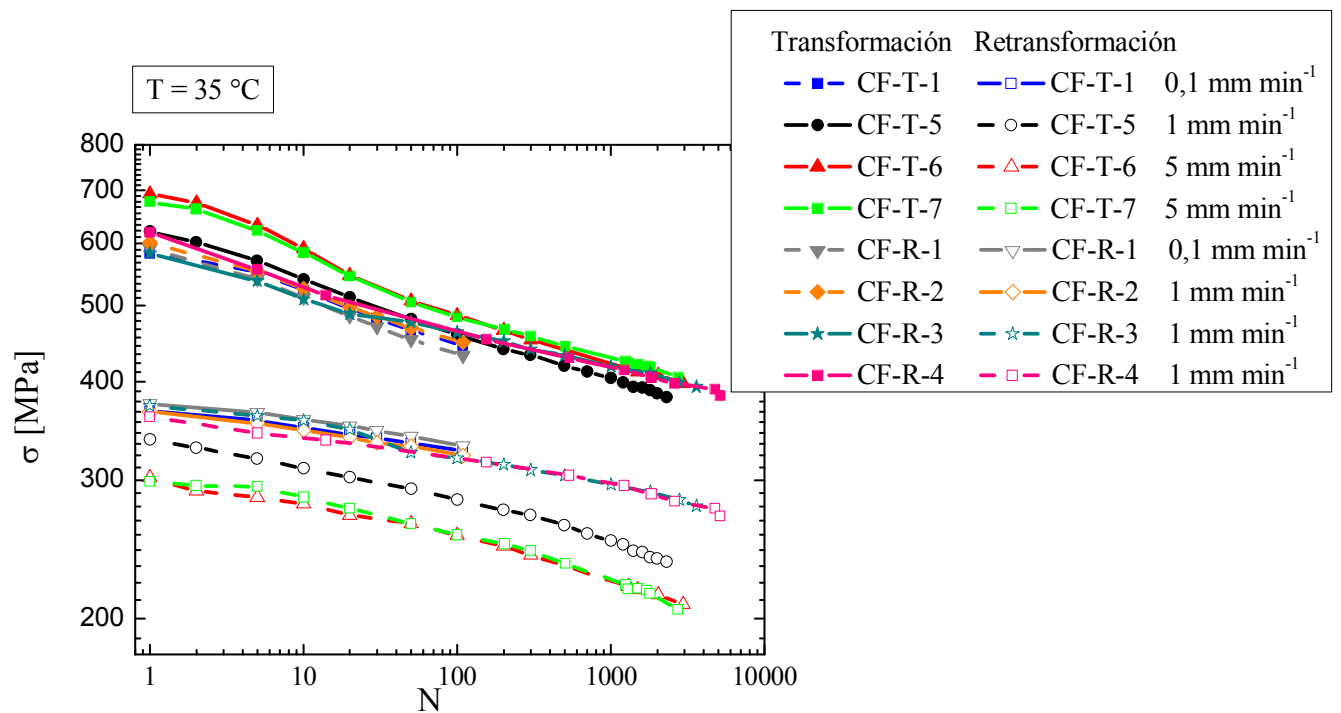 Transformación Retransformación
CF-T-1 CF-T-1 0,1 mm min-1
CF-T-5 CF-T-5 1 mm min-1
CF-T-6 CF-T-6 5 mm min-1
CF-T-7 CF-T-7 5 mm min-1
CF-R-1 CF-R-1 0,1 mm min-1
CF-R-2 CF-R-2 1 mm min-1
CF-R-3 CF-R-3 1 mm min-1
CF-R-4 CF-R-4 1 mm min-1
T = 35 °C
800
700
600
500
400
300
200
σ [MPa]
1 10 100 1000 10000
N